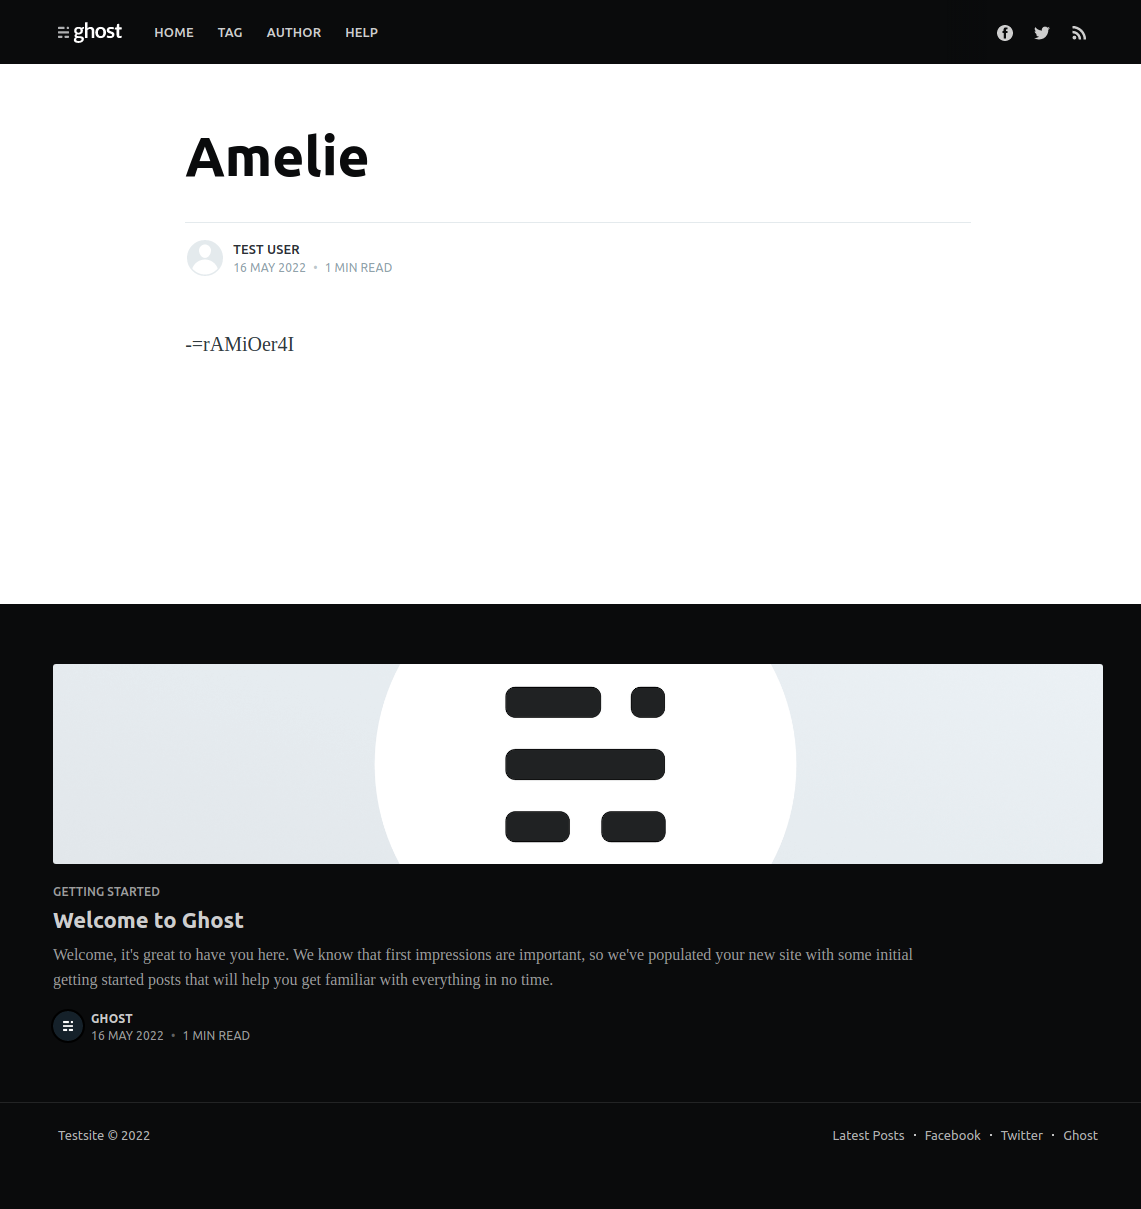 ghost
HOME
TAG
AUTHOR
HELP
Amelie
TEST USER
16 MAY 2022 • 1 MIN READ
-=rAMiOer4I
GETTING STARTED
Welcome to Ghost
Welcome, it's great to have you here. We know that first impressions are important, so we've populated your new site with some initial
getting started posts that will help you get familiar with everything in no time.
GHOST
16 MAY 2022 • 1 MIN READ
Testsite © 2022
Latest Posts · Facebook · Twitter · Ghost